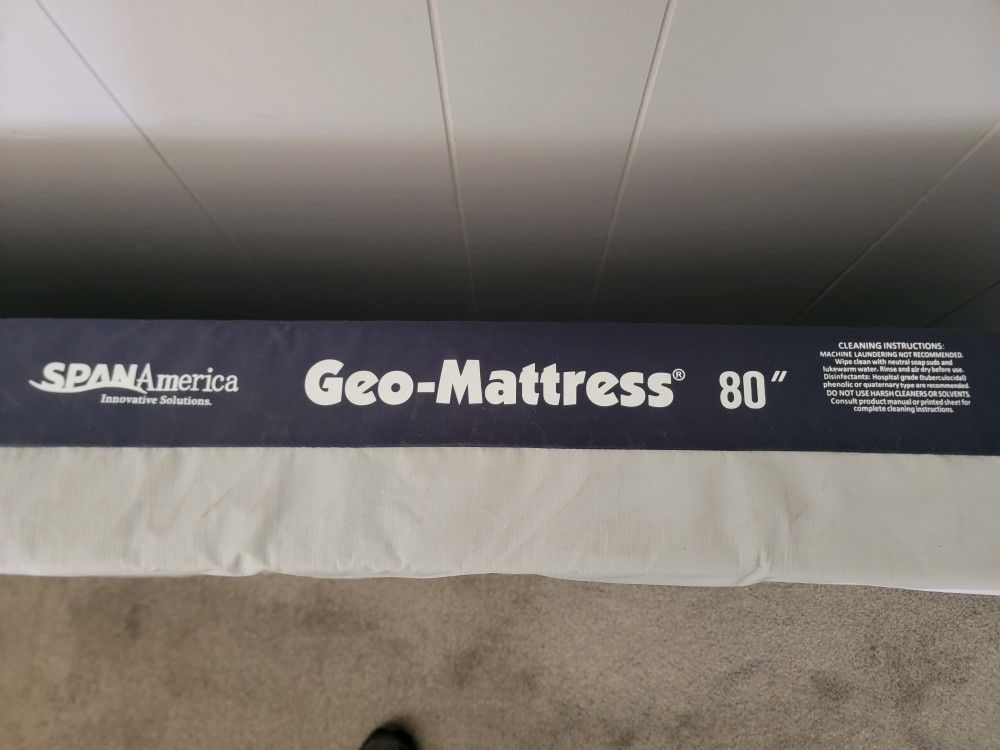 SPANAmerica
Innovative Solutions.
Geo-Mattress® 80"
CLEANING INSTRUCTIONS:
MACHINE LAUNDERING NOT RECOMMENDED.
Wipe clean with neutral soap suds and
lukewarm water. Rinse and air dry before use.
Disinfectants: Hospital grade (tuberculocidal)
phenolic or quaternary type are recommended.
DO NOT USE HARSH CLEANERS OR SOLVENTS.
Consult product manual or printed sheet for
complete cleaning instructions.